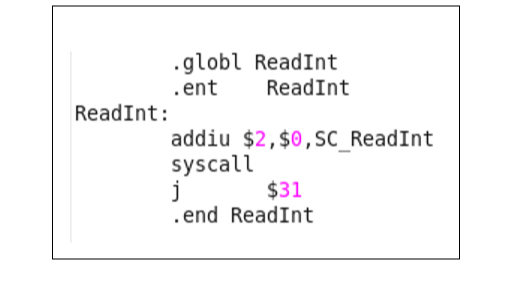 .globl ReadInt
.ent ReadInt
ReadInt:
addiu $2,$0,SC_ReadInt
syscall
j $31
.end ReadInt